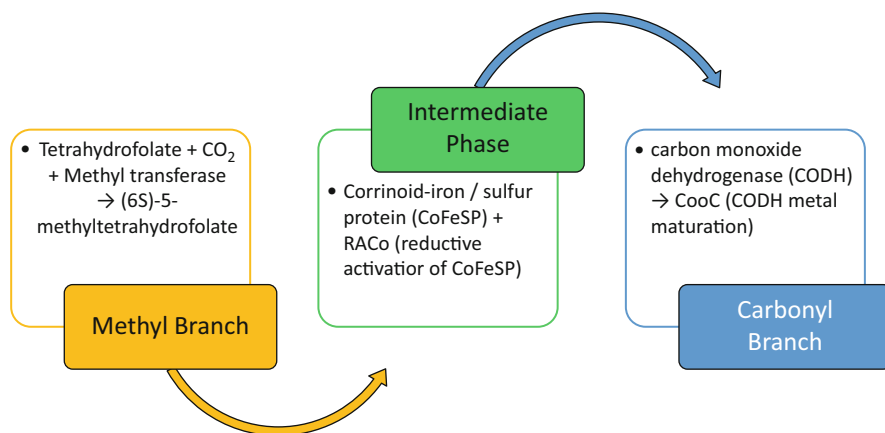 • Tetrahydrofolate + CO₂
+ Methyl transferase
→ (6S)-5-
methyltetrahydrofolate
Methyl Branch
Intermediate
Phase
• Corrinoid-iron / sulfur
protein (CoFeSP) +
RACo (reductive
activatior of CoFeSP)
• carbon monoxide
dehydrogenase (CODH)
→ CooC (CODH metal
maturation)
Carbonyl
Branch